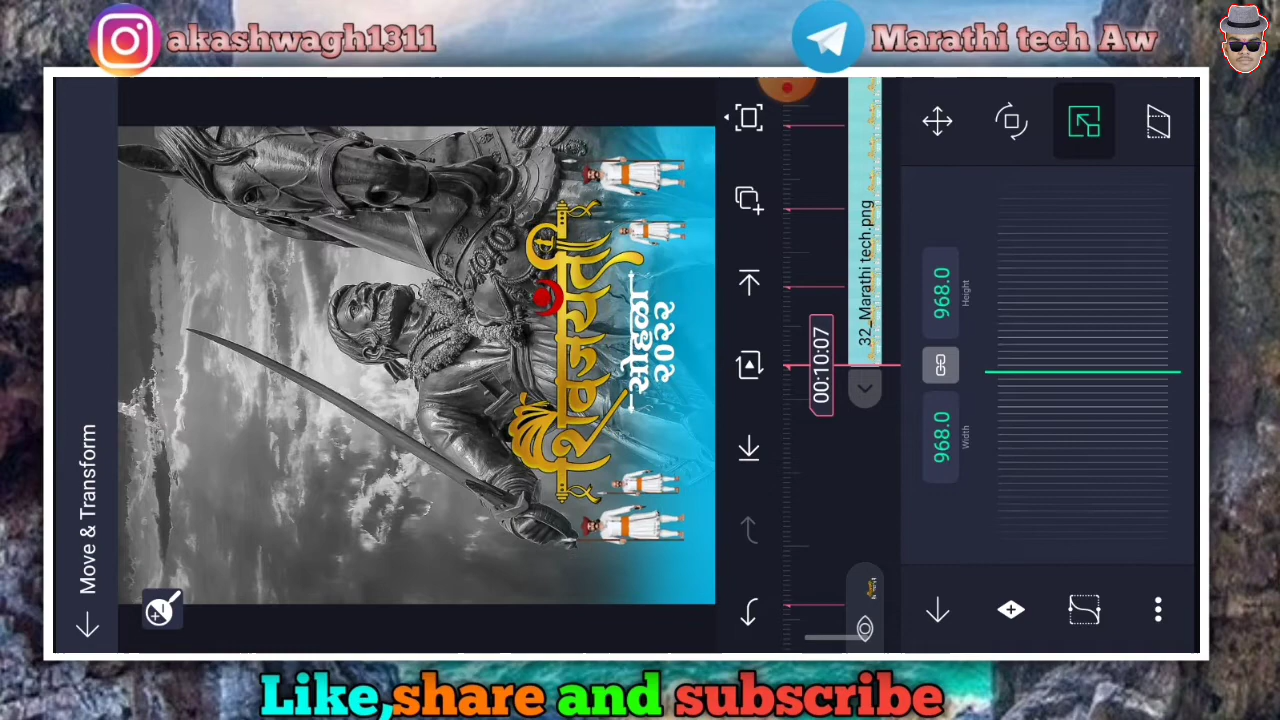 akashwagh1311
Marathi tech Aw
Move & Transform
शिवजयंती
सोहळा
२०२२
00:10:07
32_Marathi tech.png
968.0
Width
968.0
Height
Like,share and subscribe